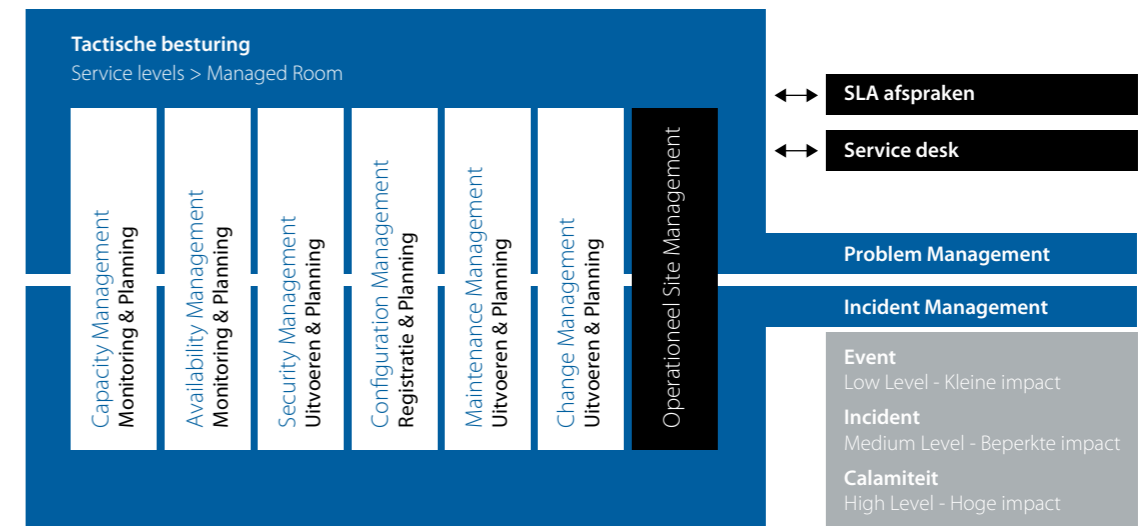 Tactische besturing
Service levels > Managed Room
Capacity Management
Monitoring & Planning
Availability Management
Monitoring & Planning
Security Management
Uitvoeren & Planning
Configuration Management
Registratie & Planning
Maintenance Management
Uitvoeren & Planning
Change Management
Uitvoeren & Planning
Operationeel Site Management
SLA afspraken
Service desk
Problem Management
Incident Management
Event
Low Level - Kleine impact
Incident
Medium Level - Beperkte impact
Calamiteit
High Level - Hoge impact